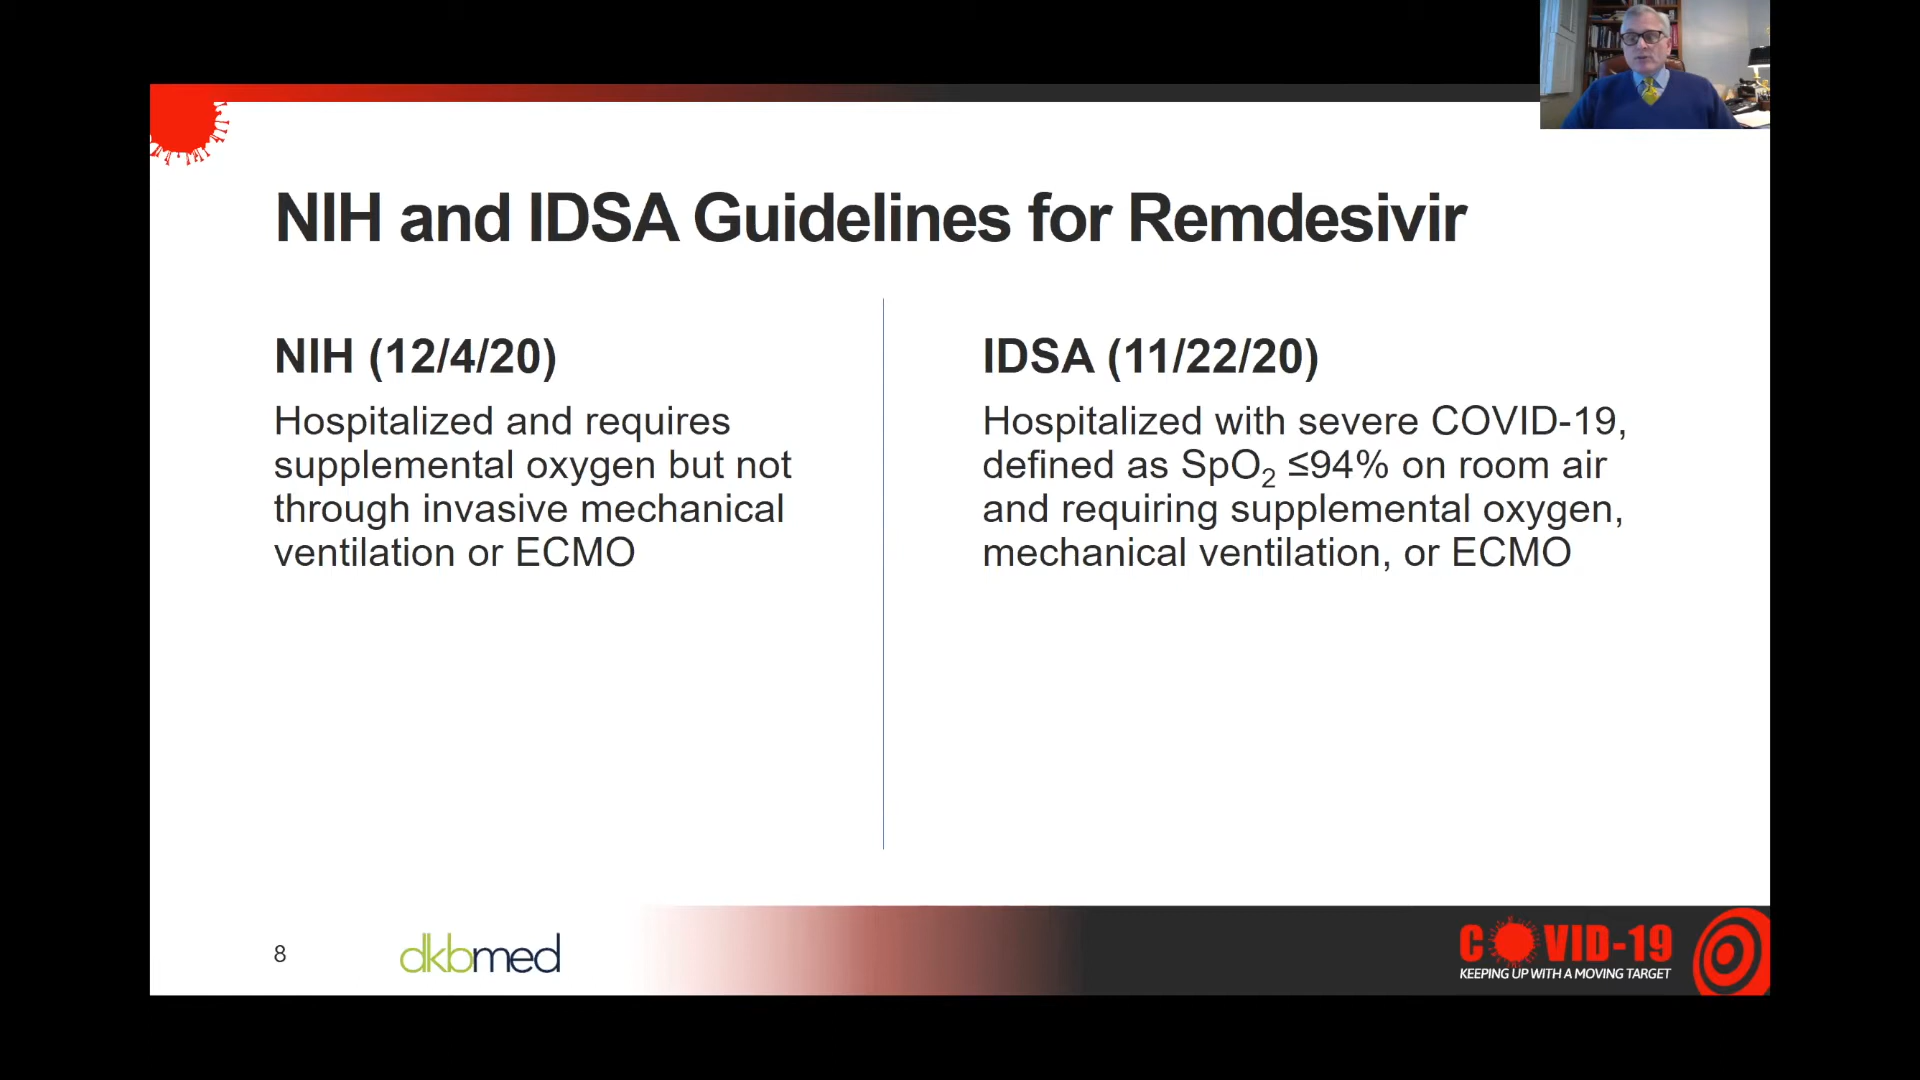 NIH and IDSA Guidelines for Remdesivir
NIH (12/4/20)
Hospitalized and requires
supplemental oxygen but not
through invasive mechanical
ventilation or ECMO
IDSA (11/22/20)
Hospitalized with severe COVID-19,
defined as SpO₂ ≤94% on room air
and requiring supplemental oxygen,
mechanical ventilation, or ECMO
8
dkbmed
COVID-19
KEEPING UP WITH A MOVING TARGET